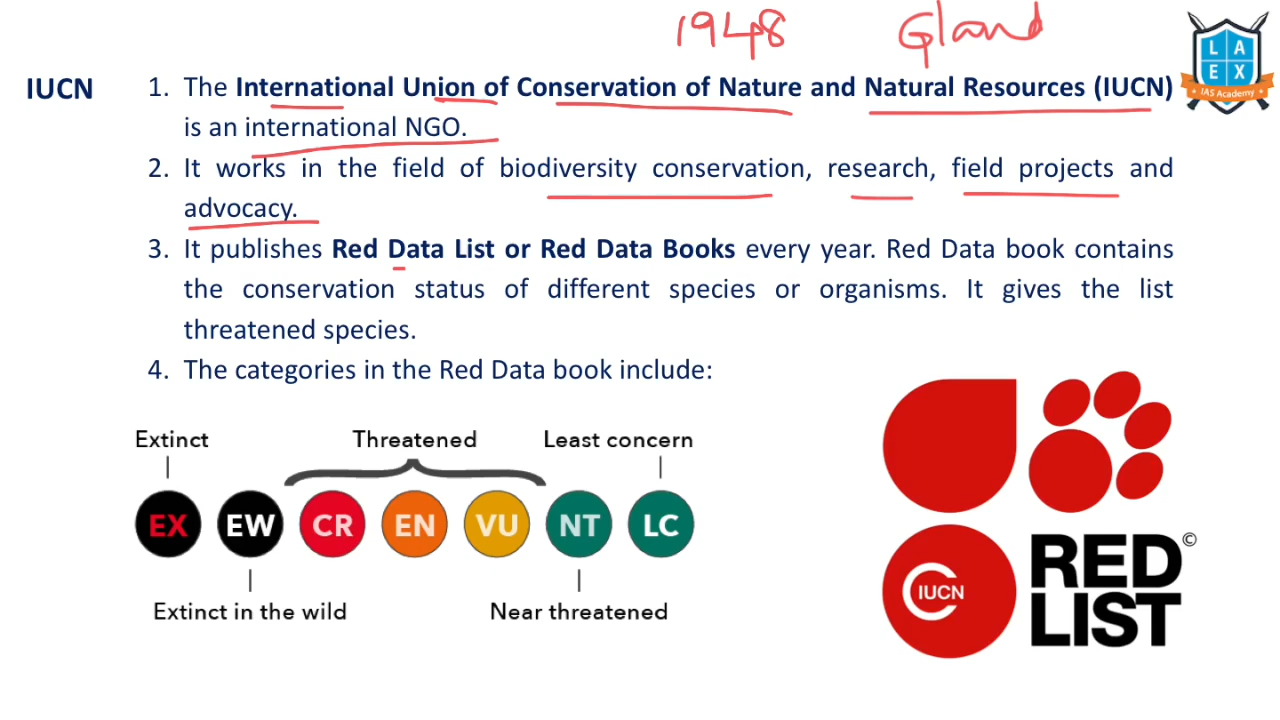 1948 Gland
L A
E X
IAS Academy
IUCN
1. The International Union of Conservation of Nature and Natural Resources (IUCN)
is an international NGO.
2. It works in the field of biodiversity conservation, research, field projects and
advocacy.
3. It publishes Red Data List or Red Data Books every year. Red Data book contains
the conservation status of different species or organisms. It gives the list
threatened species.
4. The categories in the Red Data book include:
Extinct Threatened Least concern
EX EW CR EN VU NT LC
Extinct in the wild Near threatened
IUCN
RED ©
LIST